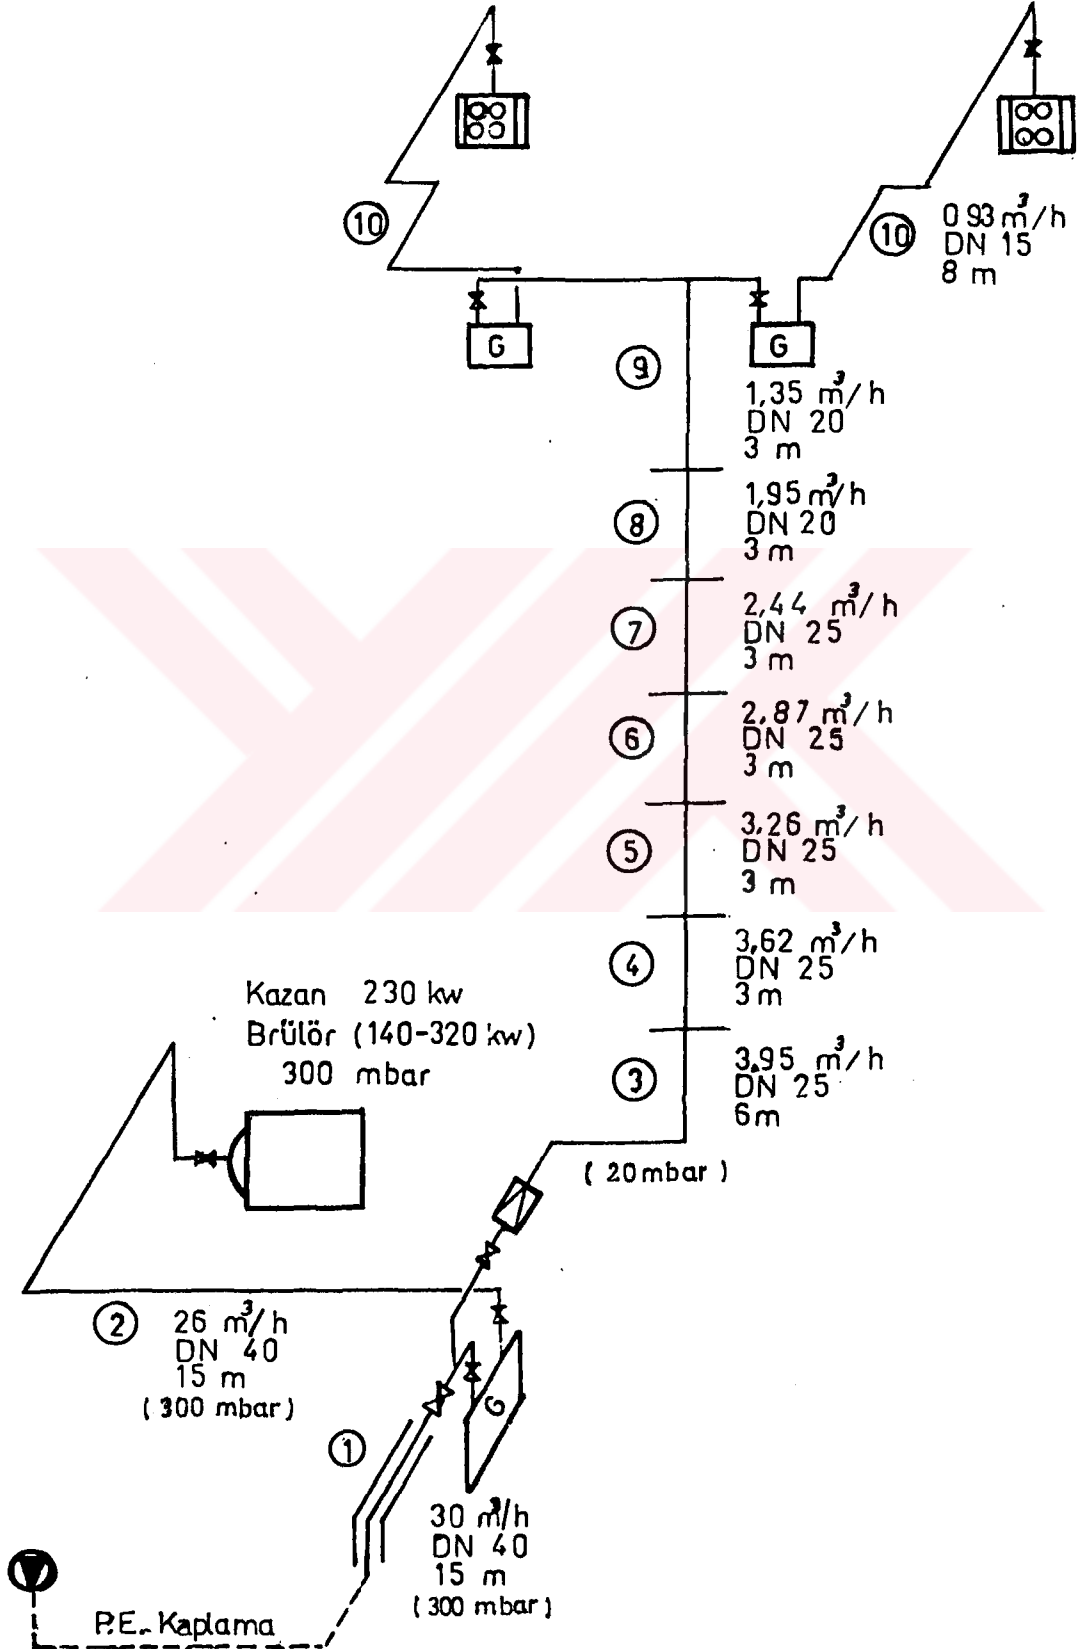 10
10
0 93 m³/h
DN 15
8 m
G
G
9
1,35 m³/h
DN 20
3 m
8
1,95 m³/h
DN 20
3 m
7
2,44 m³/h
DN 25
3 m
6
2,87 m³/h
DN 25
3 m
5
3,26 m³/h
DN 25
3 m
4
3,62 m³/h
DN 25
3 m
Kazan 230 kw
Brülör (140-320 kw)
300 mbar
3
3,95 m³/h
DN 25
6 m
(20 mbar)
2
26 m³/h
DN 40
15 m
(300 mbar)
G
1
30 m³/h
DN 40
15 m
(300 mbar)
P.E. Kaplama